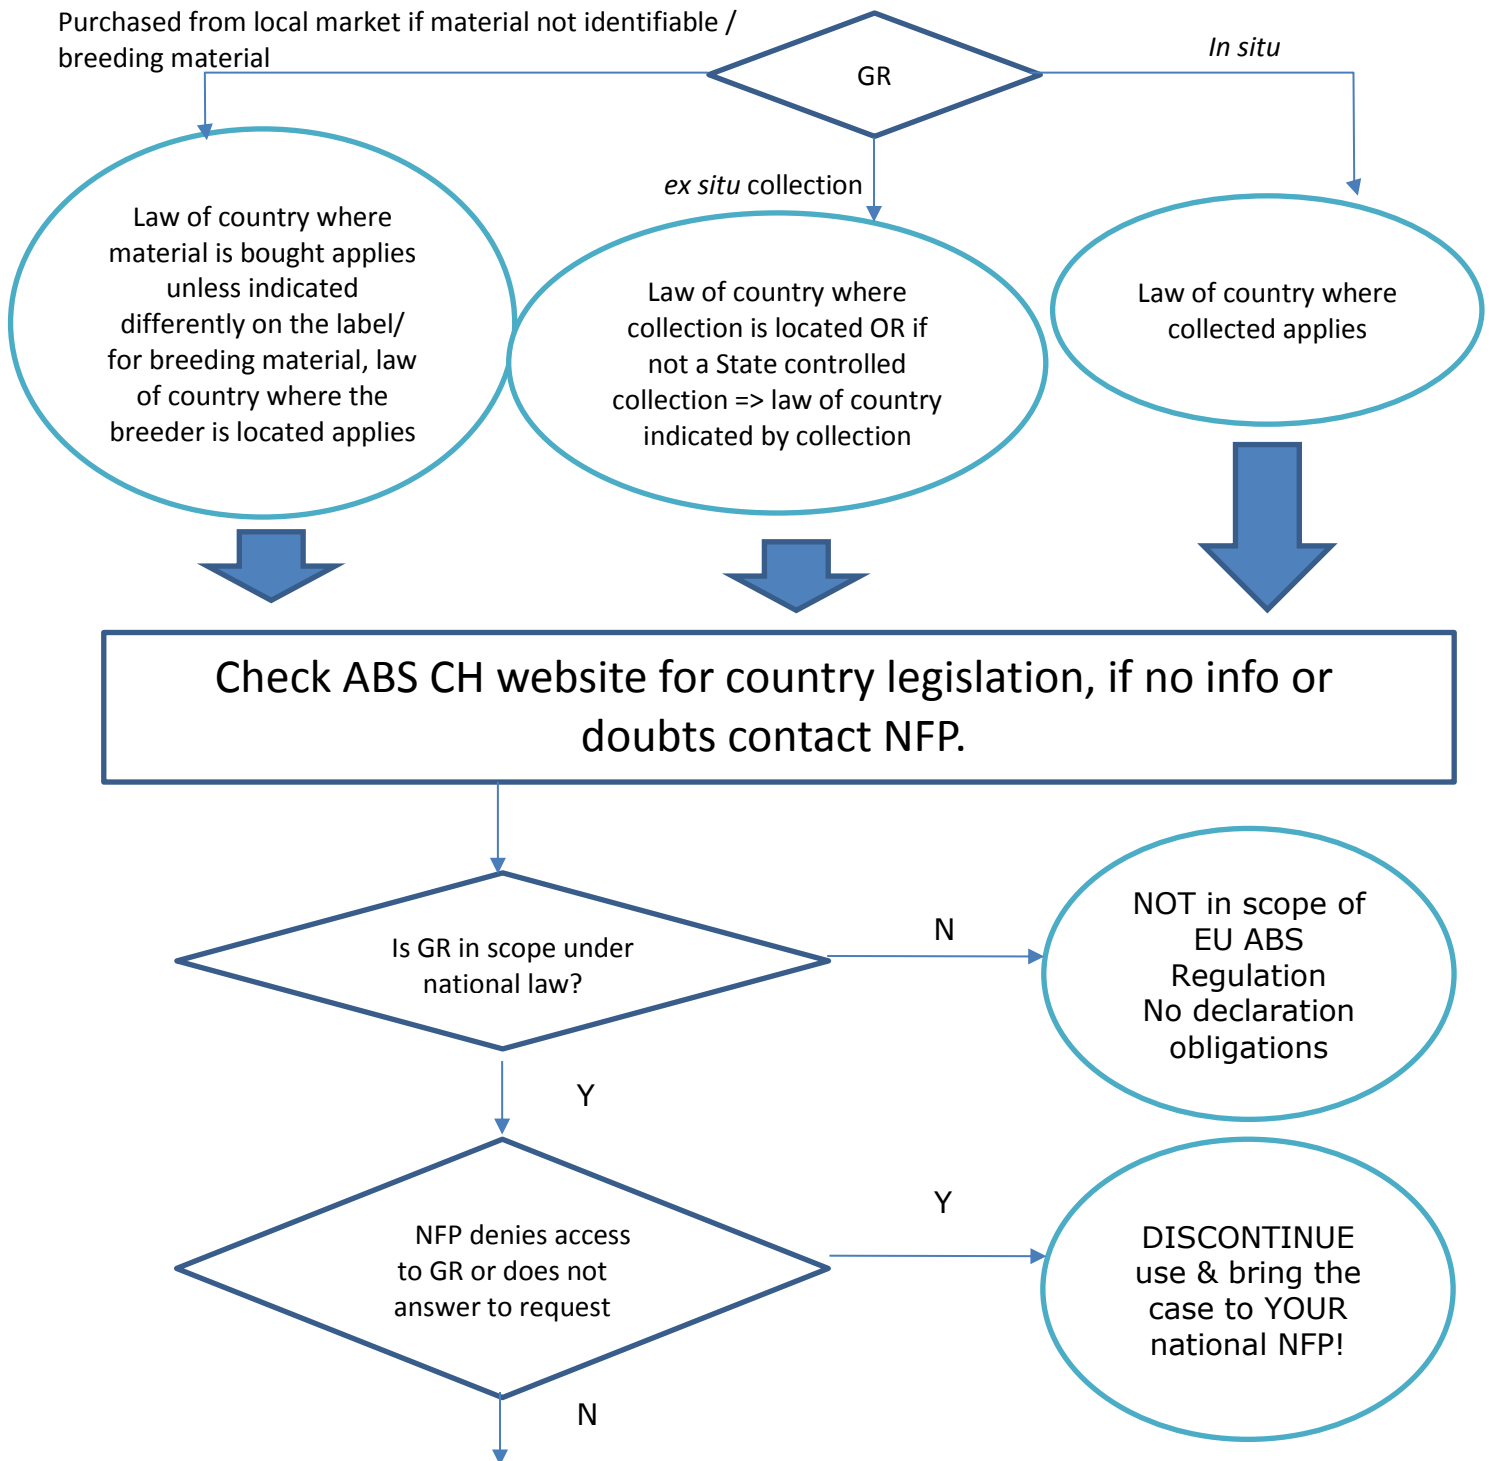 Purchased from local market if material not identifiable /
breeding material
GR
In situ
ex situ collection
Law of country where
material is bought applies
unless indicated
differently on the label/
for breeding material, law
of country where the
breeder is located applies
Law of country where
collection is located OR if
not a State controlled
collection => law of country
indicated by collection
Law of country where
collected applies
Check ABS CH website for country legislation, if no info or
doubts contact NFP.
Is GR in scope under
national law?
N
NOT in scope of
EU ABS
Regulation
No declaration
obligations
Y
NFP denies access
to GR or does not
answer to request
Y
DISCONTINUE
use & bring the
case to YOUR
national NFP!
N